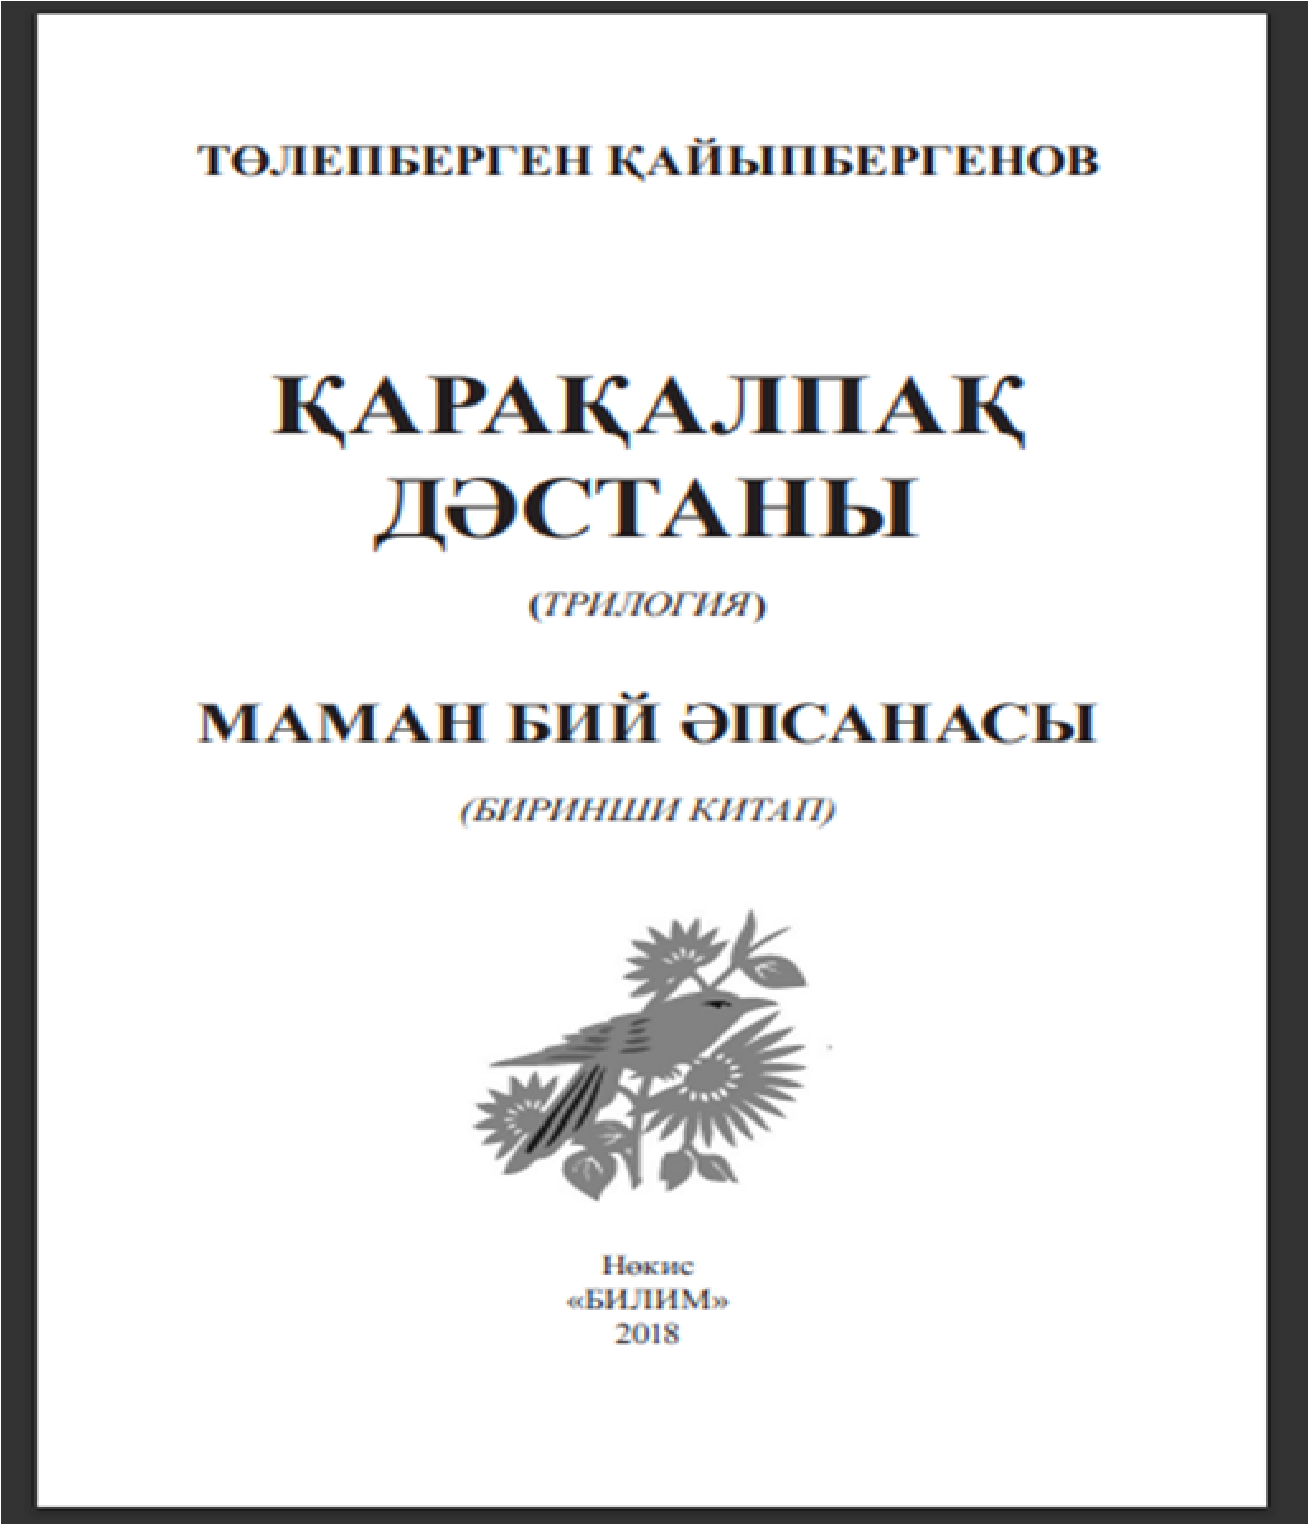 ТӨЛЕПБЕРГЕН ҚАЙЫПБЕРГЕНОВ
ҚАРАҚАЛПАҚ
ДӘСТАНЫ
(ТРИЛОГИЯ)
МАМАН БИЙ ӘПСАНАСЫ
(БИРИНШИ КИТАП)
Нөкис
«БИЛИМ»
2018